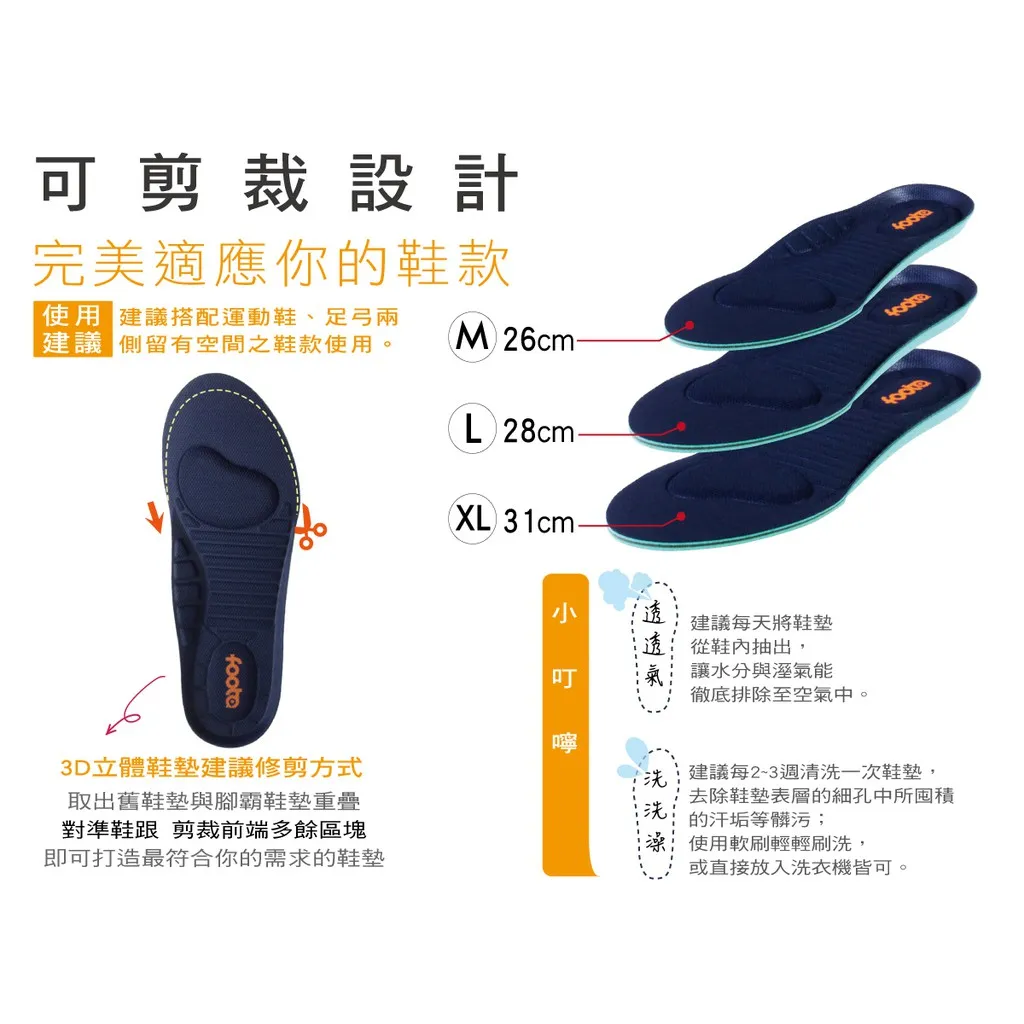 可剪裁設計
完美適應你的鞋款
使用
建議
建議搭配運動鞋、足弓兩
側留有空間之鞋款使用。
M 26cm
L 28cm
XL 31cm
foota
foota
foota
foota
3D立體鞋墊建議修剪方式
取出舊鞋墊與腳霸鞋墊重疊
對準鞋跟 剪裁前端多餘區塊
即可打造最符合你的需求的鞋墊
小叮嚀
透透氣
建議每天將鞋墊
從鞋內抽出，
讓水分與溼氣能
徹底排除至空氣中。
洗洗澡
建議每2~3週清洗一次鞋墊，
去除鞋墊表層的細孔中所囤積
的汗垢等髒污；
使用軟刷輕輕刷洗，
或直接放入洗衣機皆可。